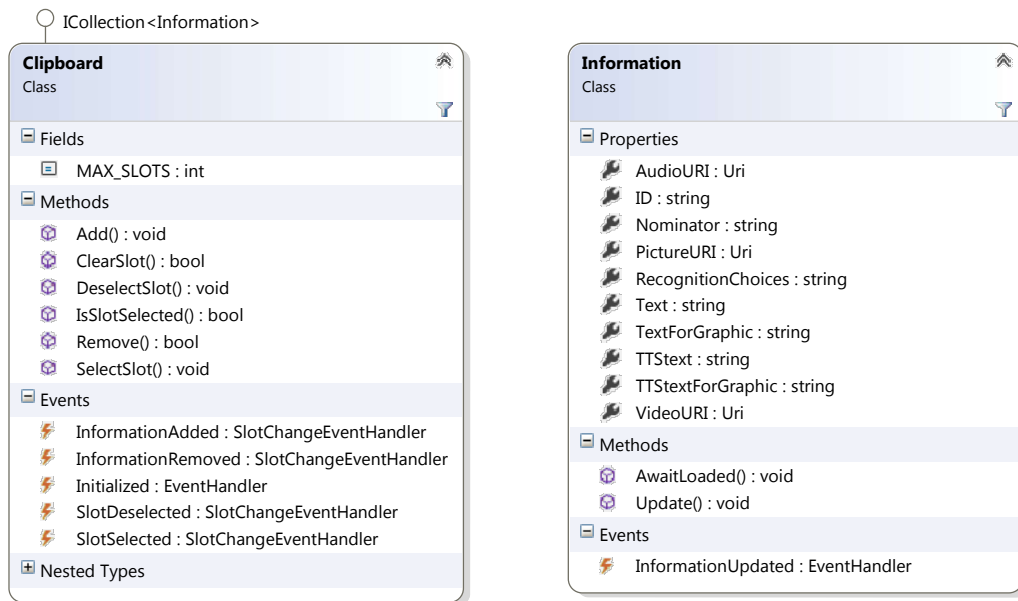 ICollection<Information>
Clipboard
Class
Fields
MAX_SLOTS : int
Methods
Add() : void
ClearSlot() : bool
DeselectSlot() : void
IsSlotSelected() : bool
Remove() : bool
SelectSlot() : void
Events
InformationAdded : SlotChangeEventHandler
InformationRemoved : SlotChangeEventHandler
Initialized : EventHandler
SlotDeselected : SlotChangeEventHandler
SlotSelected : SlotChangeEventHandler
Nested Types
Information
Class
Properties
AudioURI : Uri
ID : string
Nominator : string
PictureURI : Uri
RecognitionChoices : string
Text : string
TextForGraphic : string
TTStext : string
TTStextForGraphic : string
VideoURI : Uri
Methods
AwaitLoaded() : void
Update() : void
Events
InformationUpdated : EventHandler